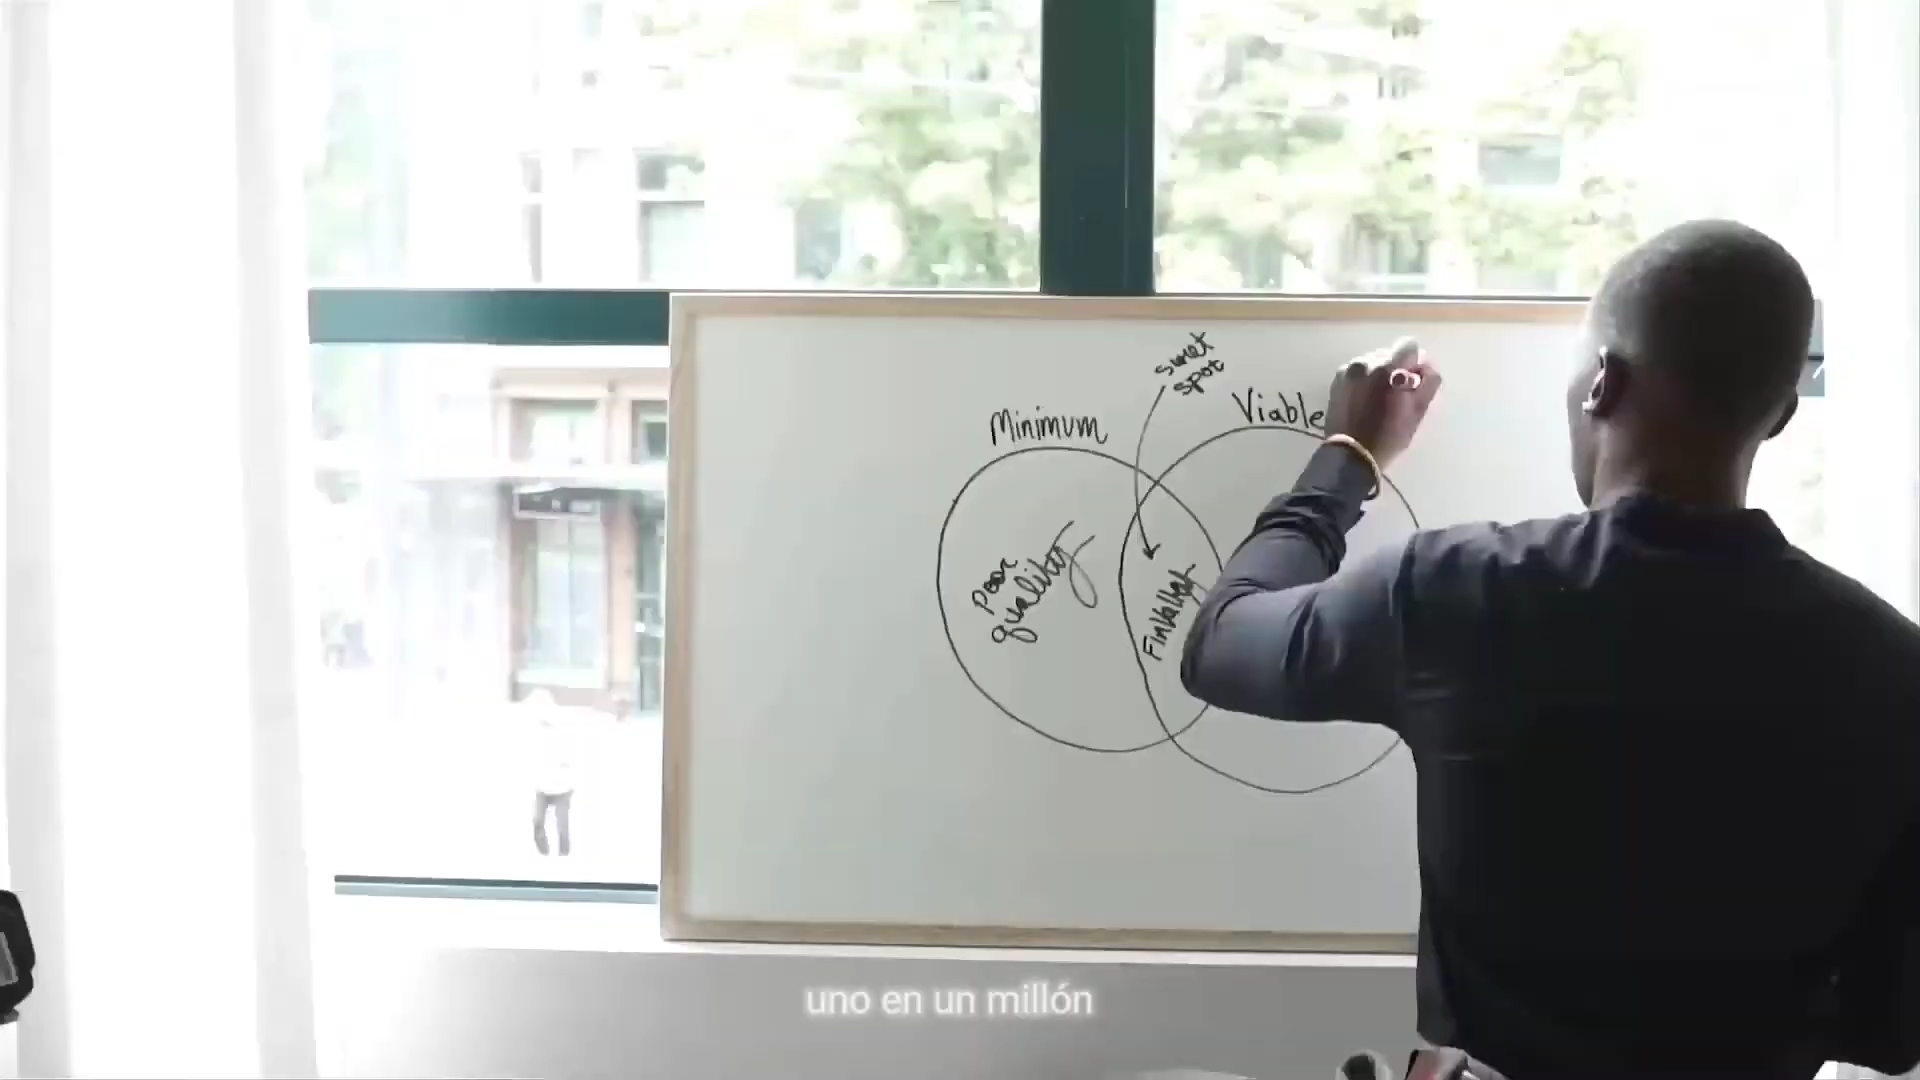 sweet
spot
Minimum
Viable
Poor
quality
uno en un millón